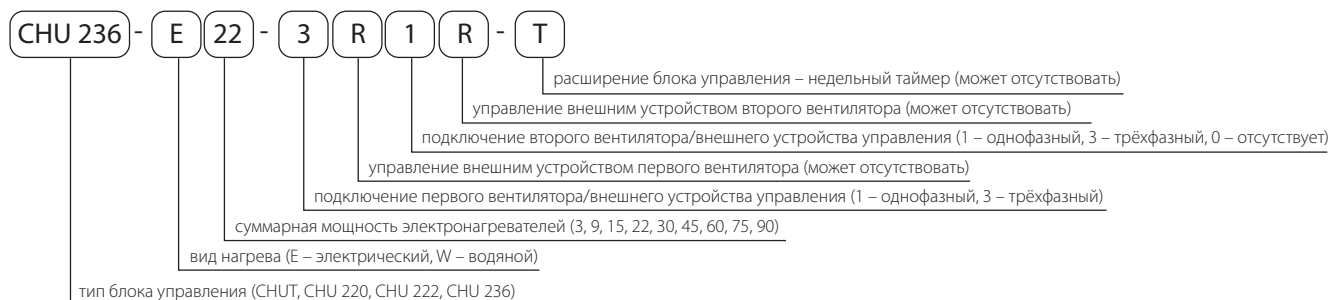 CHU 236 - E 22 - 3 R 1 R - T
расширение блока управления – недельный таймер (может отсутствовать)
управление внешним устройством второго вентилятора (может отсутствовать)
подключение второго вентилятора/внешнего устройства управления (1 – однофазный, 3 – трёхфазный, 0 – отсутствует)
управление внешним устройством первого вентилятора (может отсутствовать)
подключение первого вентилятора/внешнего устройства управления (1 – однофазный, 3 – трёхфазный)
суммарная мощность электронагревателей (3, 9, 15, 22, 30, 45, 60, 75, 90)
вид нагрева (E – электрический, W – водяной)
тип блока управления (CHUT, CHU 220, CHU 222, CHU 236)